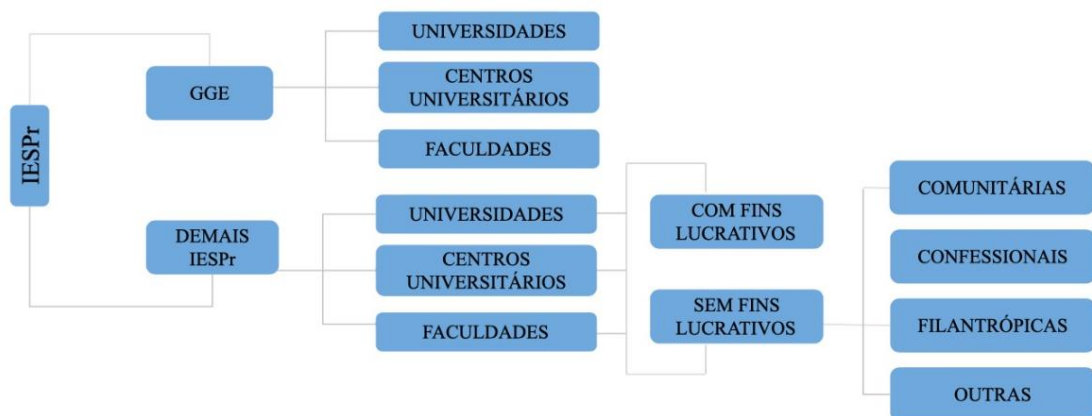 IESPr
GGE
UNIVERSIDADES
CENTROS
UNIVERSITÁRIOS
FACULDADES
DEMAIS
IESPr
UNIVERSIDADES
CENTROS
UNIVERSITÁRIOS
FACULDADES
COM FINS
LUCRATIVOS
SEM FINS
LUCRATIVOS
COMUNITÁRIAS
CONFESSIONAIS
FILANTRÓPICAS
OUTRAS